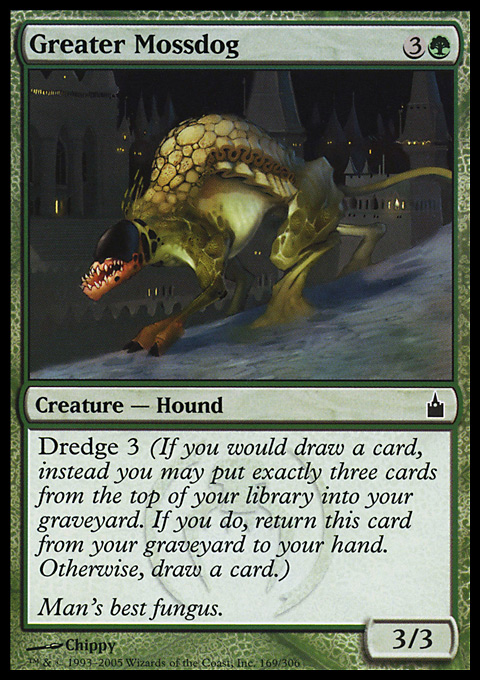 Greater Mossdog 3
Creature — Hound
Dredge 3 (If you would draw a card,
instead you may put exactly three cards
from the top of your library into your
graveyard. If you do, return this card
from your graveyard to your hand.
Otherwise, draw a card.)
Man's best fungus.
3/3
Chippy
™ & © 1993–2005 Wizards of the Coast, Inc. 169/306